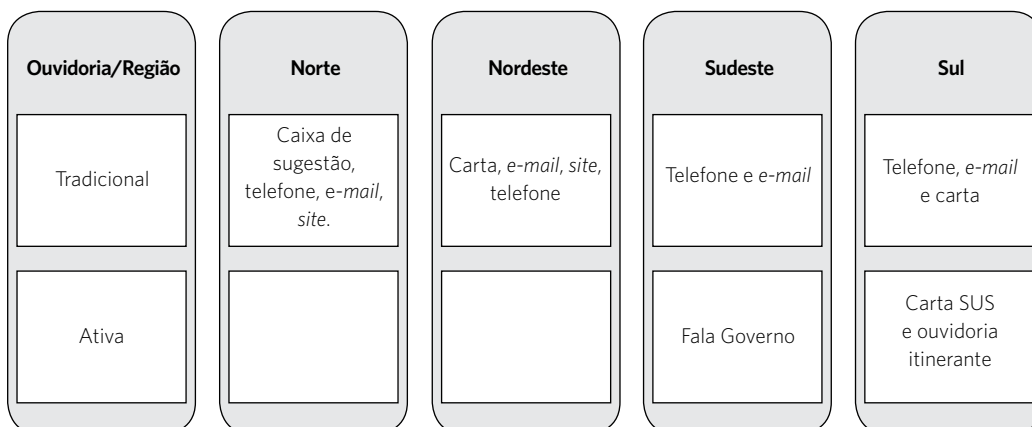 Ouvidoria/Região
Norte
Nordeste
Sudeste
Sul
Tradicional
Caixa de
sugestão,
telefone, e-mail,
site.
Carta, e-mail, site,
telefone
Telefone e e-mail
Telefone, e-mail
e carta
Ativa
Fala Governo
Carta SUS
e ouvidoria
itinerante